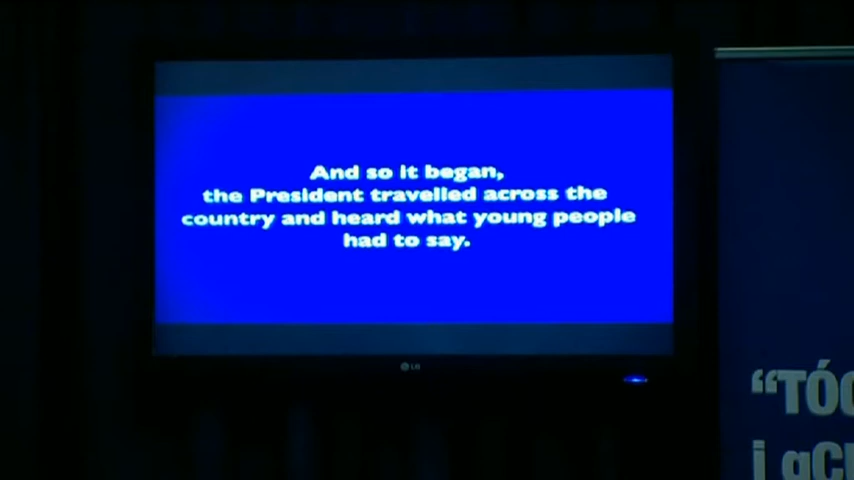 And so it began,
the President travelled across the
country and heard what young people
had to say.
LG
“TÓG